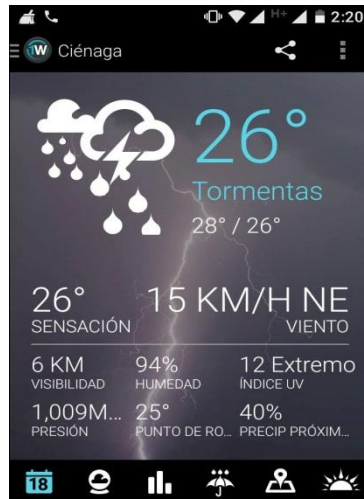 H+ 2:20
1W Ciénaga
26°
Tormentas
28° / 26°
26° 15 KM/H NE
SENSACIÓN VIENTO
6 KM 94% 12 Extremo
VISIBILIDAD HUMEDAD ÍNDICE UV
1,009M... 25° 40%
PRESIÓN PUNTO DE RO... PRECIP PRÓXIM...
18